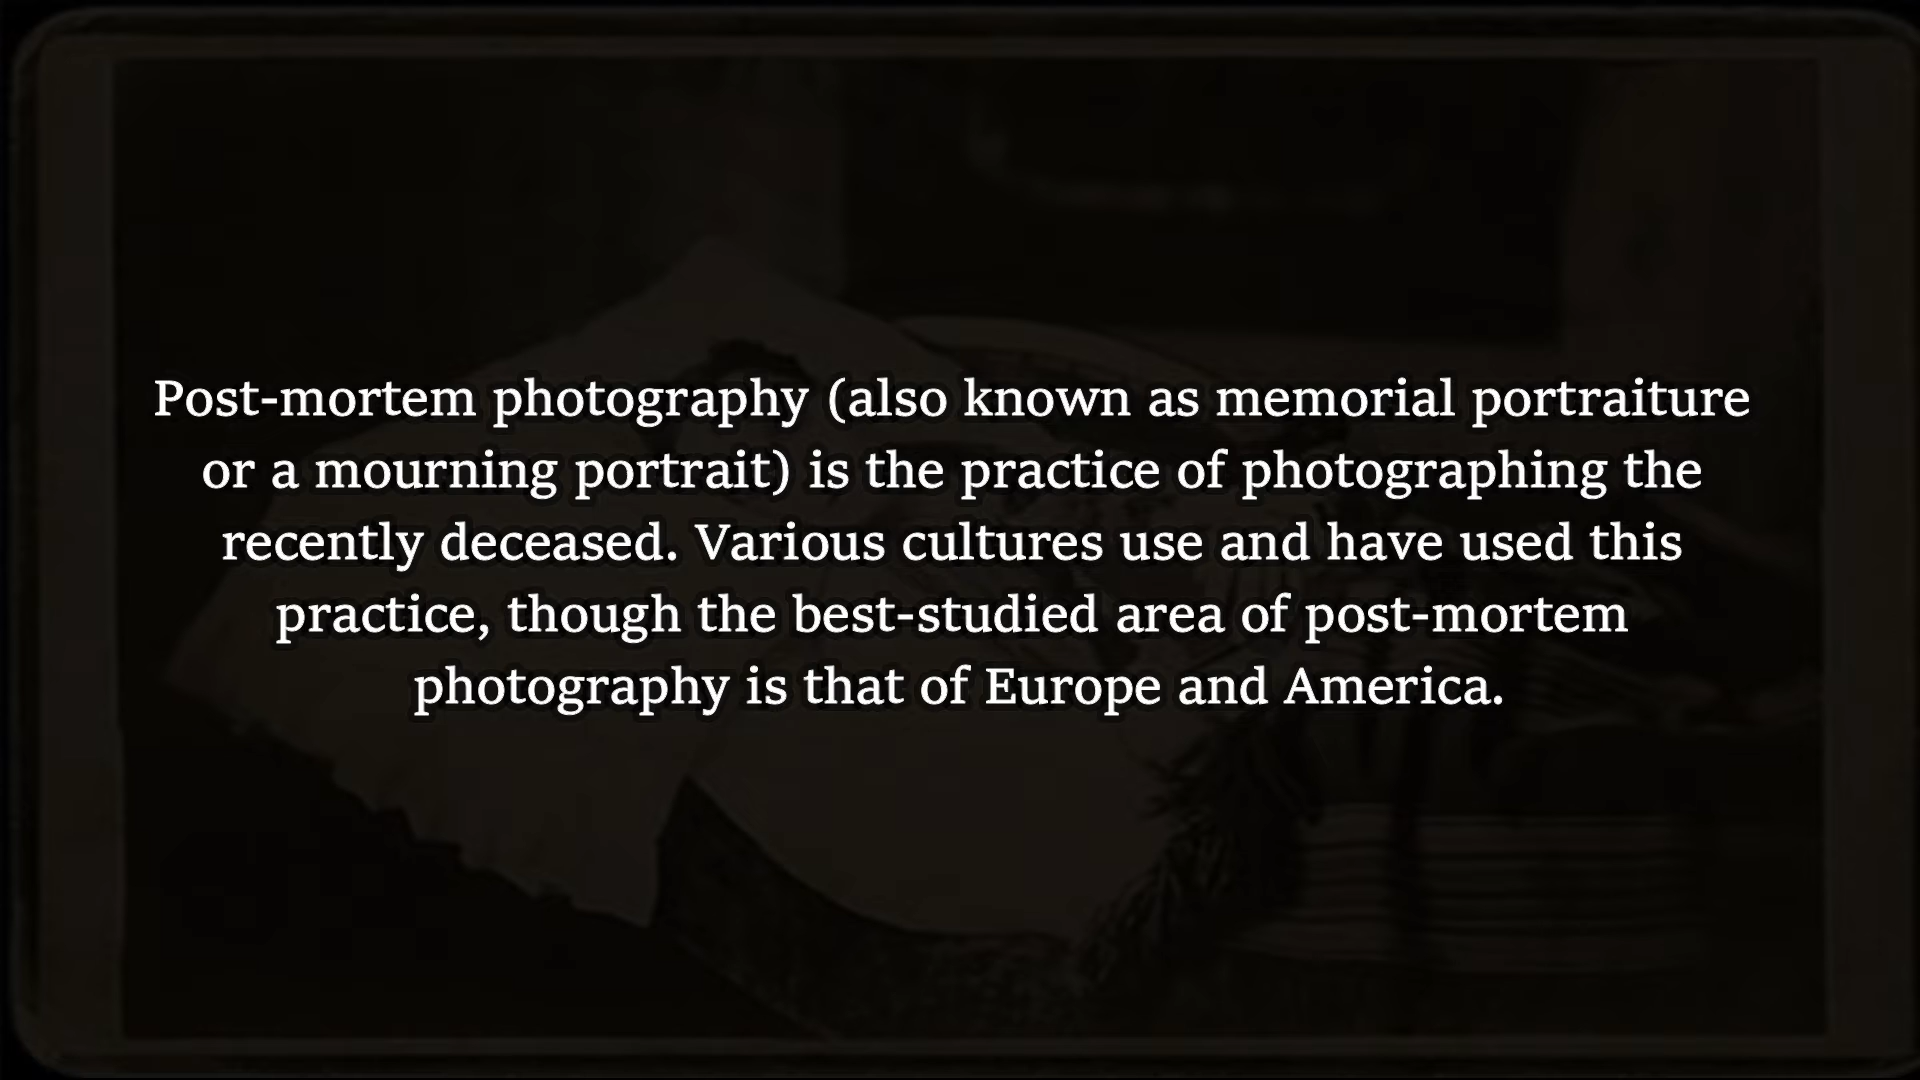 Post-mortem photography (also known as memorial portraiture
or a mourning portrait) is the practice of photographing the
recently deceased. Various cultures use and have used this
practice, though the best-studied area of post-mortem
photography is that of Europe and America.